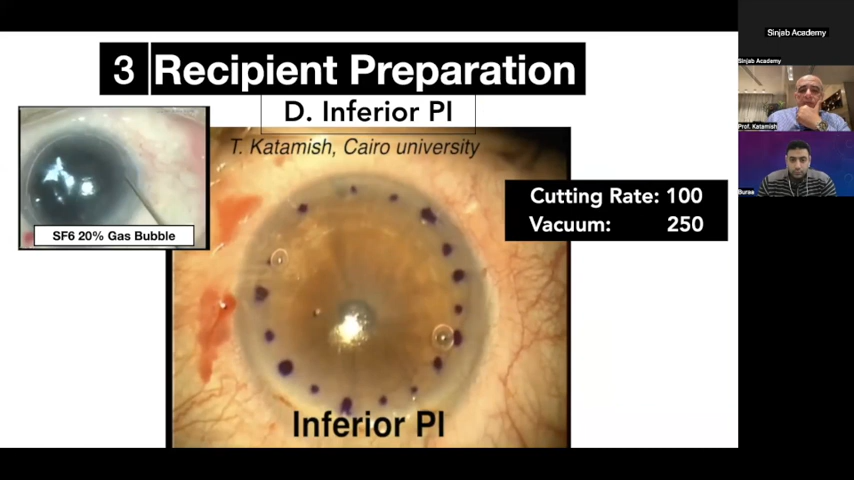 3 Recipient Preparation
D. Inferior PI
T. Katamish, Cairo university
SF6 20% Gas Bubble
Cutting Rate: 100
Vacuum: 250
Inferior PI
Sinjab Academy
Sinjab Academy
Prof. Katamish
Buraa